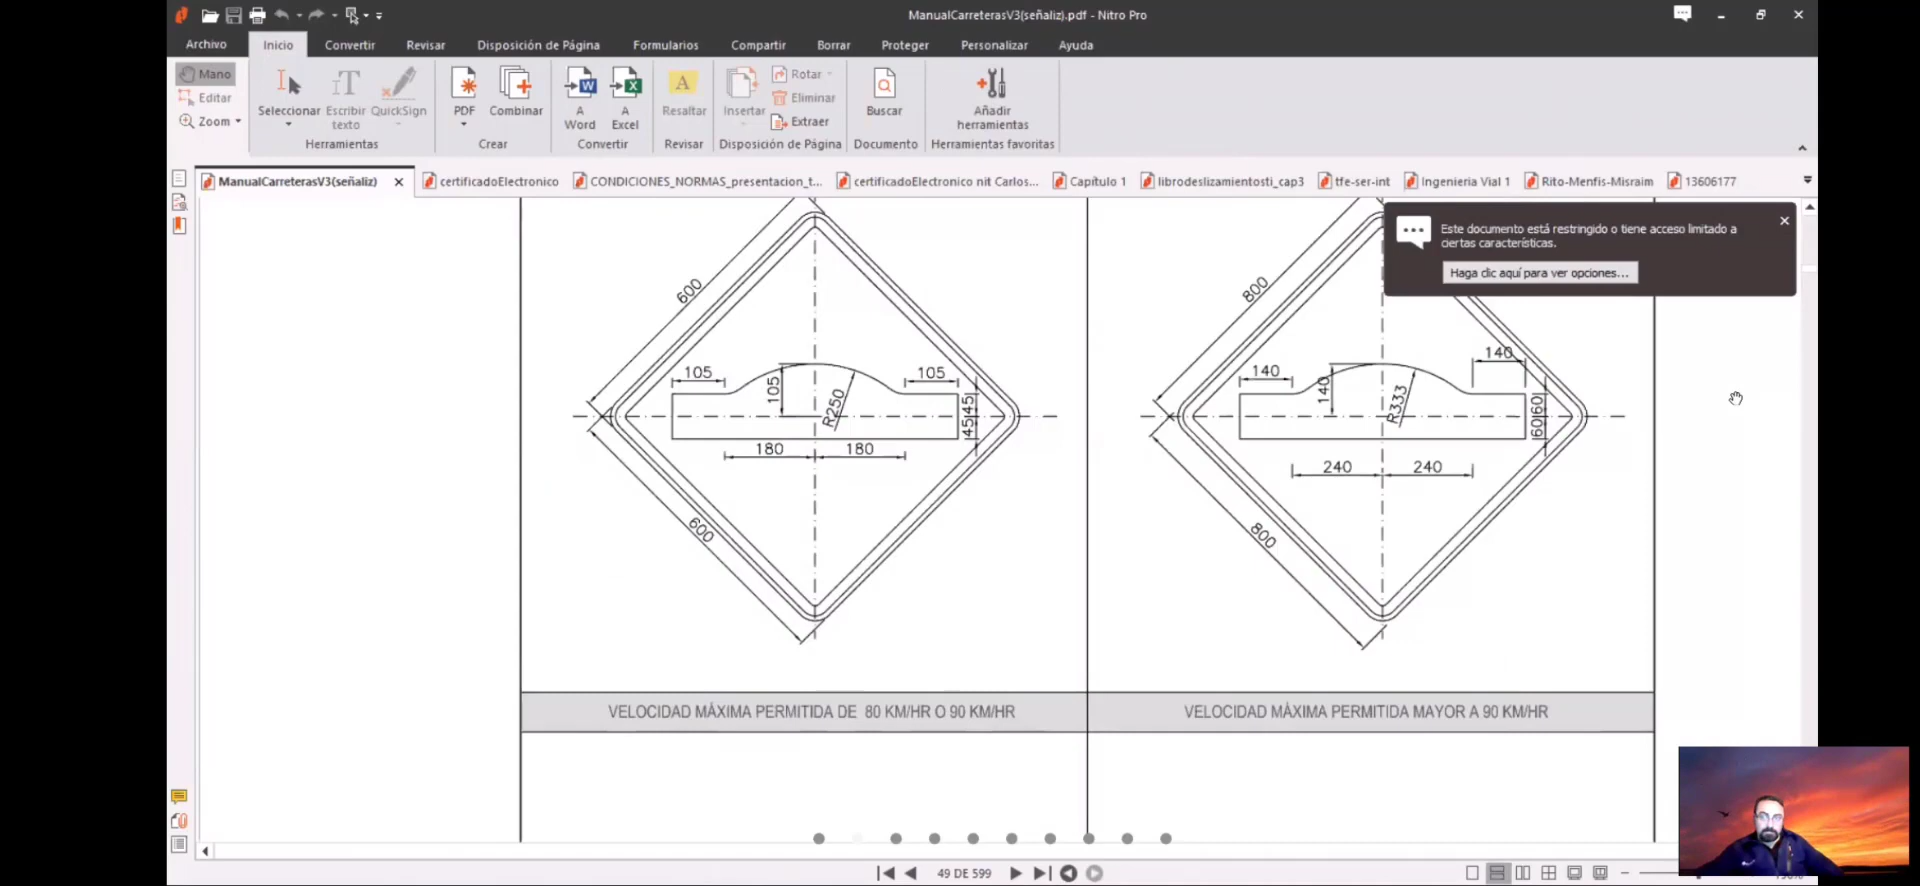 ManualCarreterasV3(señaliz).pdf - Nitro Pro
Archivo Inicio Convertir Revisar Disposición de Página Formularios Compartir Borrar Proteger Personalizar Ayuda
Mano
Editar
Zoom
Seleccionar
Escribir texto
QuickSign
Herramientas
PDF
Combinar
Crear
A Word
A Excel
Convertir
Resaltar
Revisar
Insertar
Rotar
Eliminar
Extraer
Disposición de Página
Buscar
Documento
Añadir herramientas
Herramientas favoritas
ManualCarreterasV3(señaliz) certificadoElectronico CONDICIONES_NORMAS_presentacion_t... certificadoElectronico nit Carlos... Capítulo 1 librodeslizamientosti_cap3 tfe-ser-int Ingenieria Vial 1 Rito-Menfis-Misraim 13606177
Este documento está restringido o tiene acceso limitado a
ciertas características.
Haga clic aquí para ver opciones...
600
105
105
105
R250
45
45
180
180
600
800
140
140
140
R333
60
60
240
240
800
VELOCIDAD MÁXIMA PERMITIDA DE 80 KM/HR O 90 KM/HR
VELOCIDAD MÁXIMA PERMITIDA MAYOR A 90 KM/HR
49 DE 599